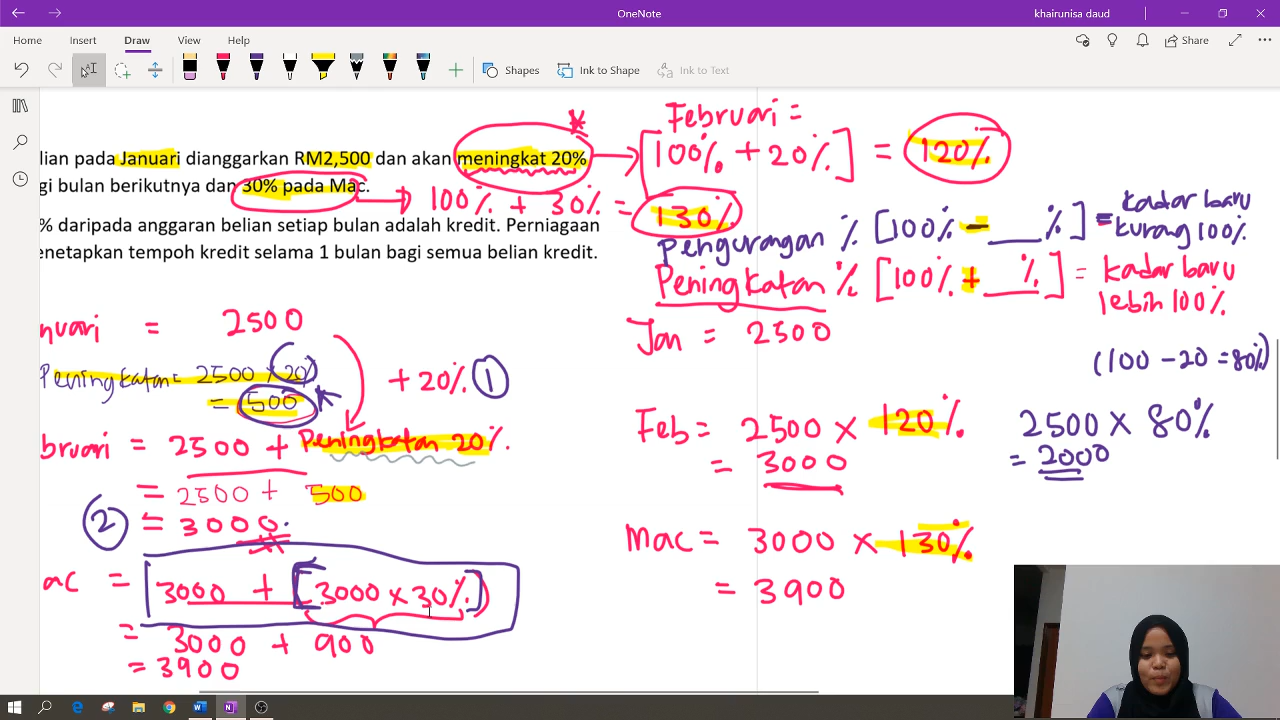 OneNote
khairunisa daud
Home
Insert
Draw
View
Help
Share
Shapes
Ink to Shape
Ink to Text
lian pada Januari dianggarkan RM2,500 dan akan meningkat 20%
gi bulan berikutnya dan 30% pada Mac.
100% + 30% = 130%
% daripada anggaran belian setiap bulan adalah kredit. Perniagaan
enetapkan tempoh kredit selama 1 bulan bagi semua belian kredit.
nuari = 2500
Peningkatan = 2500 x 20%
= 500
+ 20% 1
bruari = 2500 + Peningkatan 20%.
= 2500 + 500
2 = 3000.
ac = [3000 + [3000 x 30%])
= 3000 + 900
= 3900
Februari =
[100% + 20%] = 120%
Pengurangan % [100% - ___%] = kadar baru
kurang 100%
Peningkatan % [100% + __%] = kadar baru
lebih 100%
Jan = 2500
(100 - 20 = 80%)
Feb = 2500 x 120%
= 3000
2500 x 80%
= 2000
Mac = 3000 x 130%
= 3900